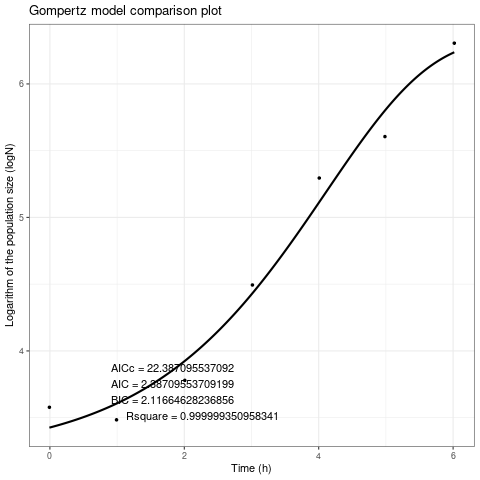 Gompertz model comparison plot
Logarithm of the population size (logN)
6
5
4
AICc = 22.387095537092
AIC = 2.38709553709199
BIC = 2.11664628236856
Rsquare = 0.999999350958341
0 2 4 6
Time (h)